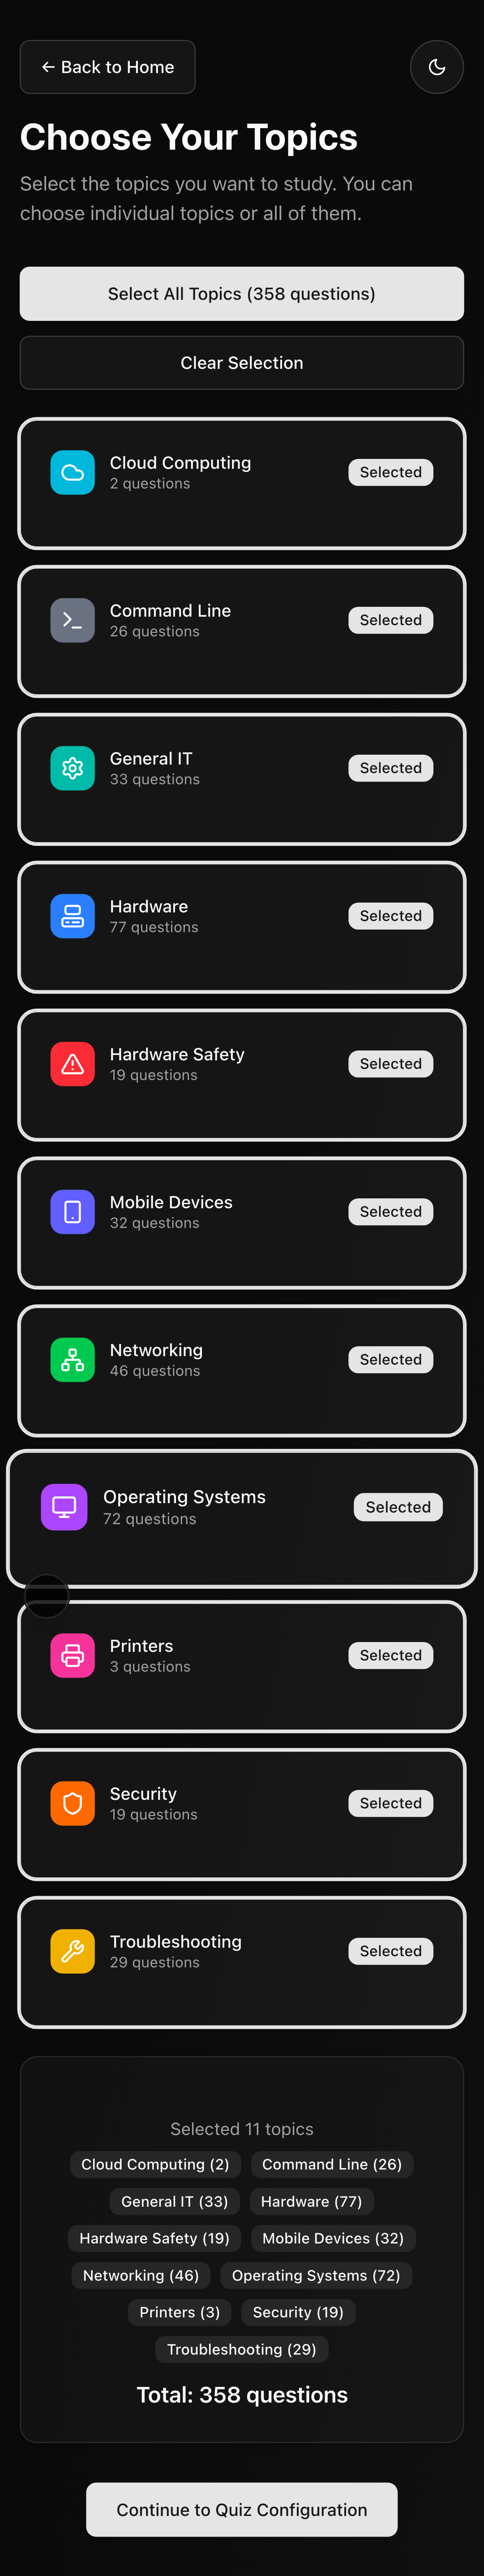 ← Back to Home
Choose Your Topics
Select the topics you want to study. You can
choose individual topics or all of them.
Select All Topics (358 questions)
Clear Selection
Cloud Computing
2 questions
Selected
Command Line
26 questions
Selected
General IT
33 questions
Selected
Hardware
77 questions
Selected
Hardware Safety
19 questions
Selected
Mobile Devices
32 questions
Selected
Networking
46 questions
Selected
Operating Systems
72 questions
Selected
Printers
3 questions
Selected
Security
19 questions
Selected
Troubleshooting
29 questions
Selected
Selected 11 topics
Cloud Computing (2) Command Line (26)
General IT (33) Hardware (77)
Hardware Safety (19) Mobile Devices (32)
Networking (46) Operating Systems (72)
Printers (3) Security (19)
Troubleshooting (29)
Total: 358 questions
Continue to Quiz Configuration